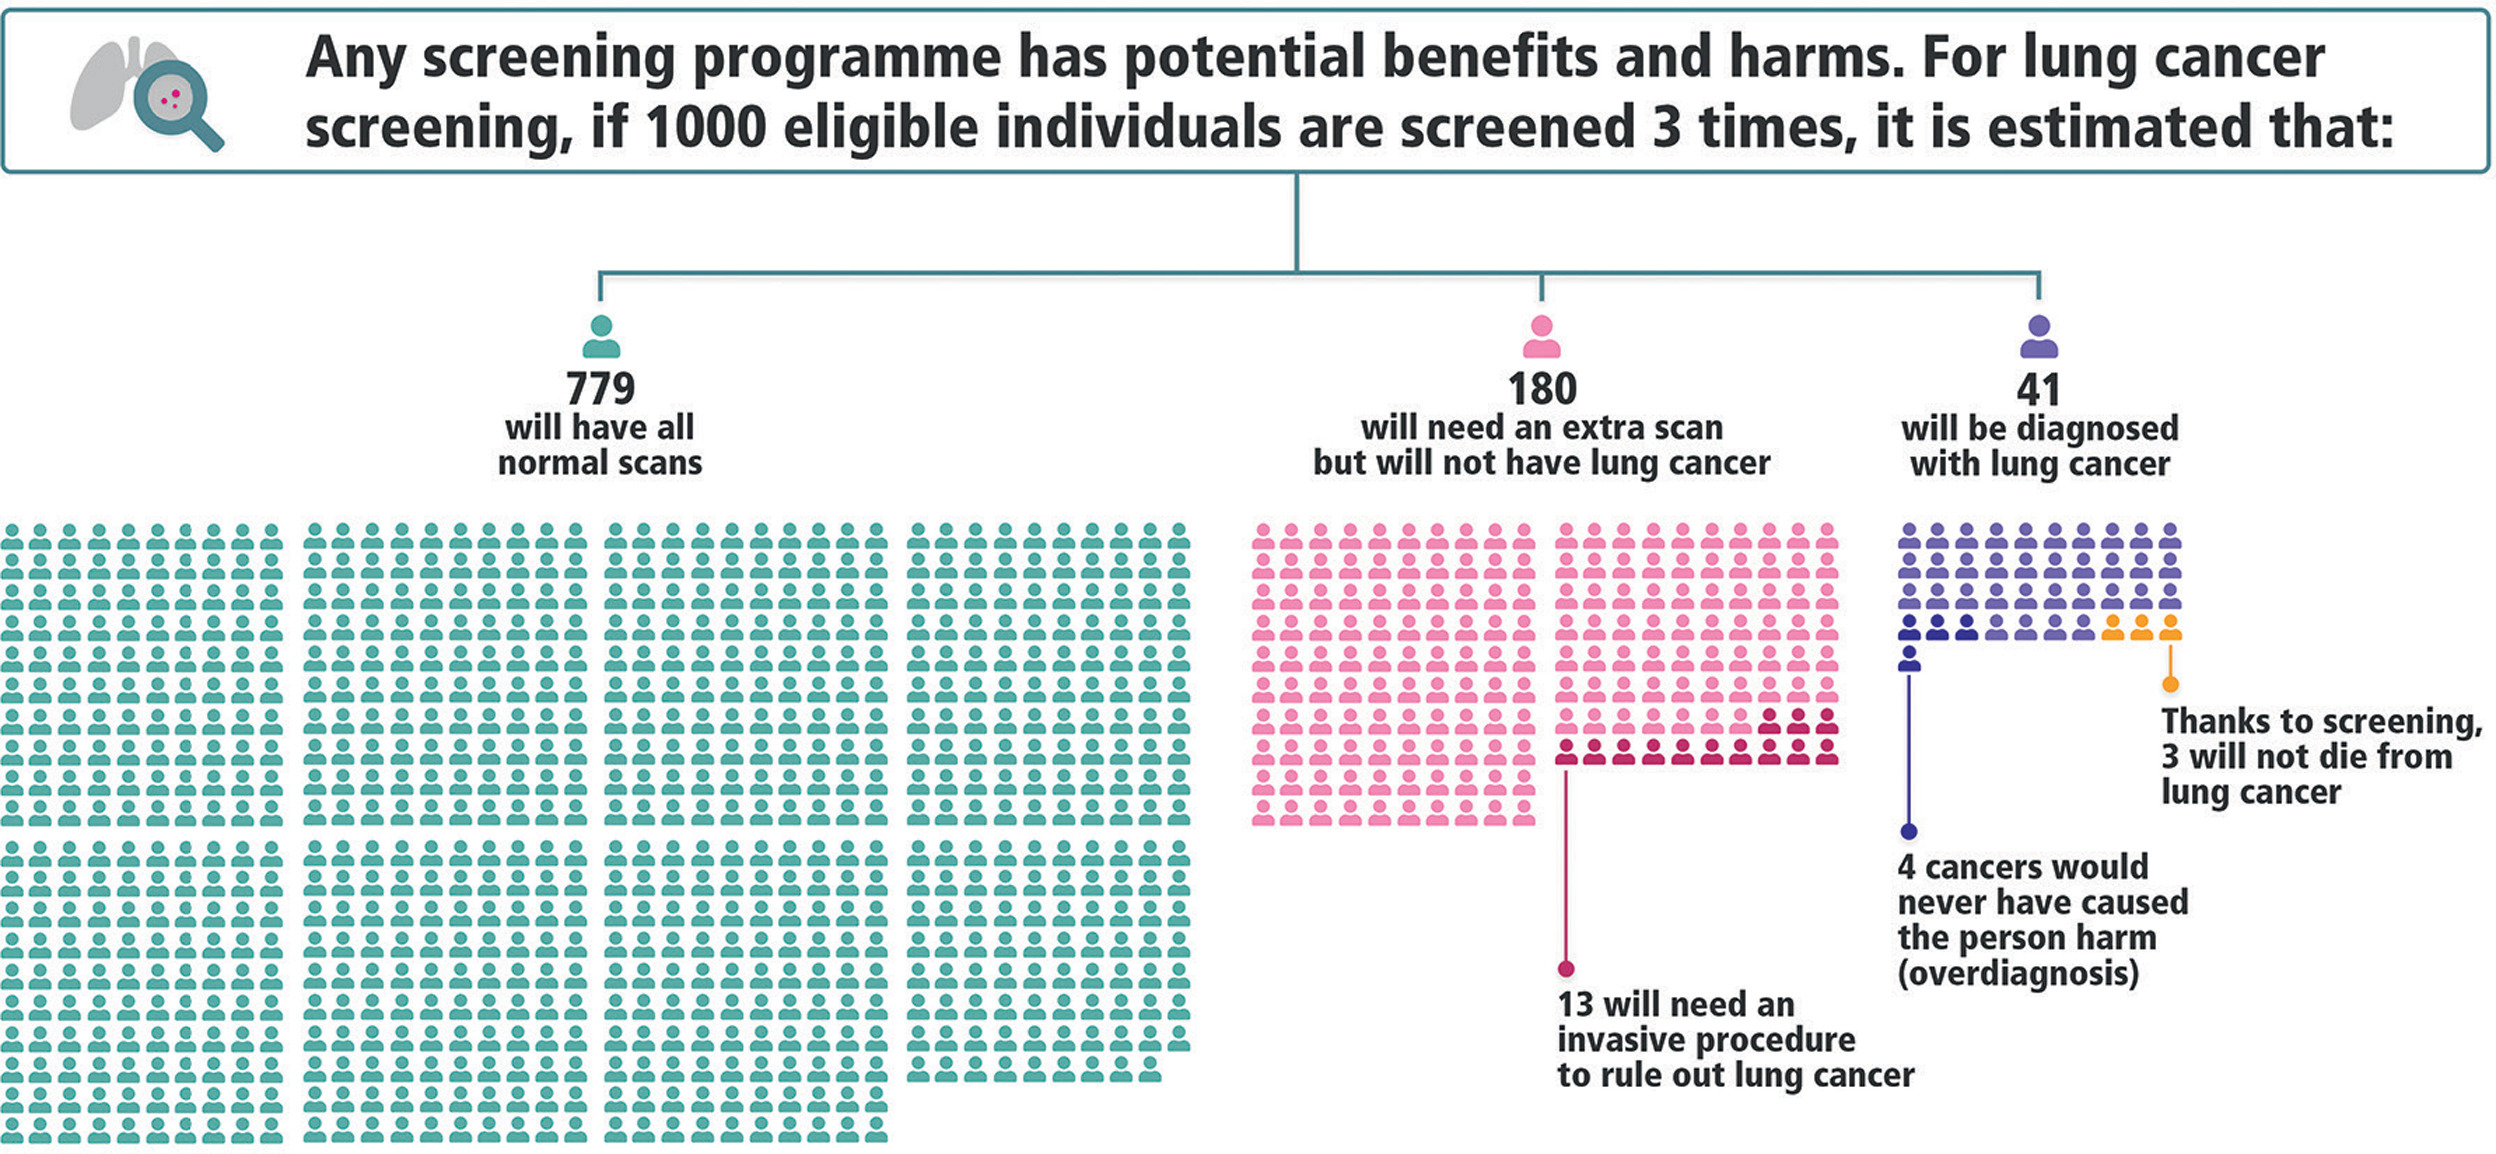 Any screening programme has potential benefits and harms. For lung cancer
screening, if 1000 eligible individuals are screened 3 times, it is estimated that:
779
will have all
normal scans
180
will need an extra scan
but will not have lung cancer
41
will be diagnosed
with lung cancer
Thanks to screening,
3 will not die from
lung cancer
4 cancers would
never have caused
the person harm
(overdiagnosis)
13 will need an
invasive procedure
to rule out lung cancer